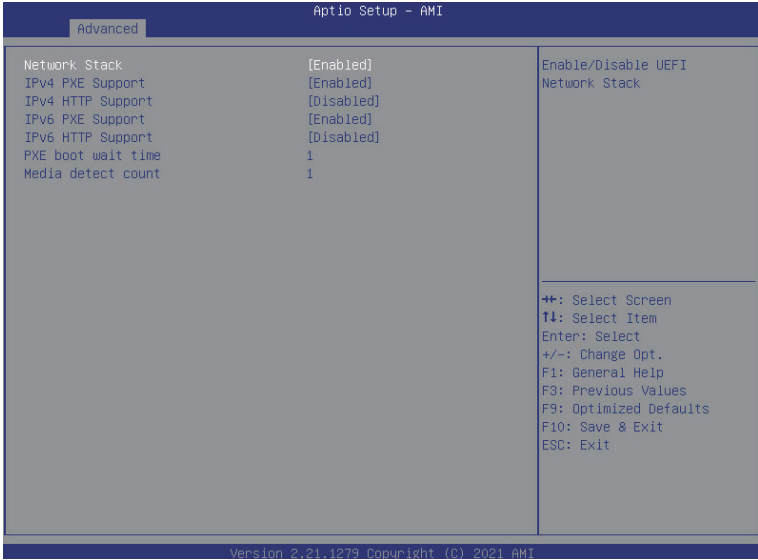 Aptio Setup – AMI
Advanced
Network Stack [Enabled]
IPv4 PXE Support [Enabled]
IPv4 HTTP Support [Disabled]
IPv6 PXE Support [Enabled]
IPv6 HTTP Support [Disabled]
PXE boot wait time 1
Media detect count 1
Enable/Disable UEFI
Network Stack
→←: Select Screen
↑↓: Select Item
Enter: Select
+/-: Change Opt.
F1: General Help
F3: Previous Values
F9: Optimized Defaults
F10: Save & Exit
ESC: Exit
Version 2.21.1279 Copyright (C) 2021 AMI